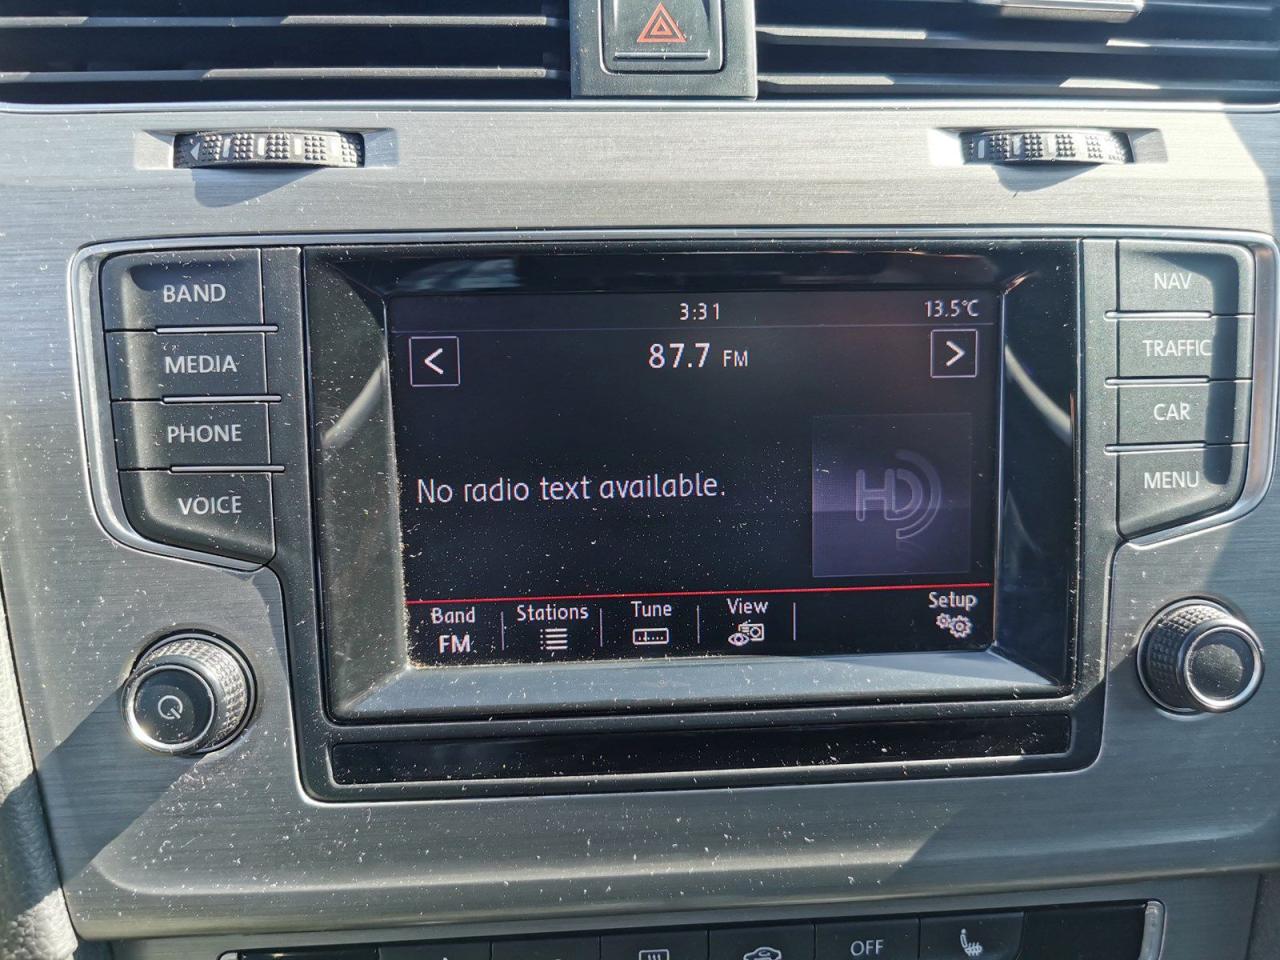 BAND
MEDIA
PHONE
VOICE
3:31
13.5°C
<
87.7 FM
>
No radio text available.
HD
Band
FM
Stations
Tune
View
Setup
NAV
TRAFFIC
CAR
MENU
OFF